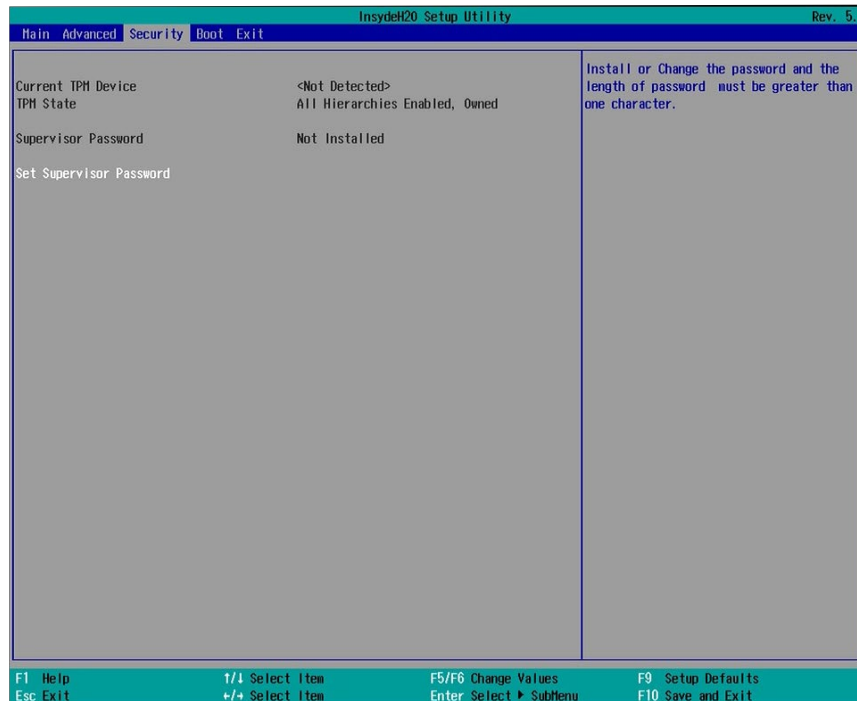 InsydeH20 Setup Utility Rev. 5.
Main Advanced Security Boot Exit
Current TPM Device <Not Detected>
TPM State All Hierarchies Enabled, Owned
Supervisor Password Not Installed
Set Supervisor Password
Install or Change the password and the
length of password must be greater than
one character.
F1 Help ↑/↓ Select Item F5/F6 Change Values F9 Setup Defaults
Esc Exit ←/→ Select Item Enter Select ▶ SubMenu F10 Save and Exit